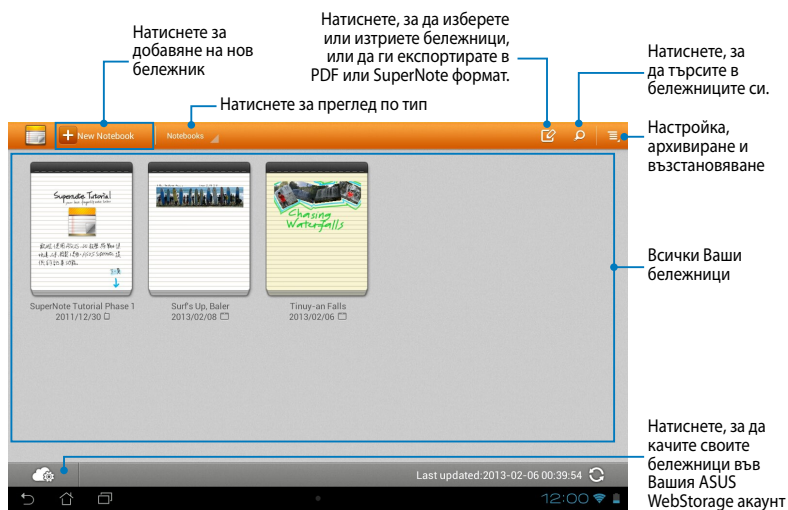 Натиснете за
добавяне на нов
бележник
Натиснете, за да изберете
или изтриете бележници,
или да ги експортирате в
PDF или SuperNote формат.
Натиснете, за
да търсите в
бележниците си.
Натиснете за преглед по тип
Настройка,
архивиране и
възстановяване
New Notebook
Notebooks
Supernote Tutorial
Chasing
Waterfalls
SuperNote Tutorial Phase 1
2011/12/30
Surf's Up, Baler
2013/02/08
Tinuy-an Falls
2013/02/06
Всички Ваши
бележници
Натиснете, за да
качите своите
бележници във
Вашия ASUS
WebStorage акаунт
Last updated:2013-02-06 00:39:54
12:00